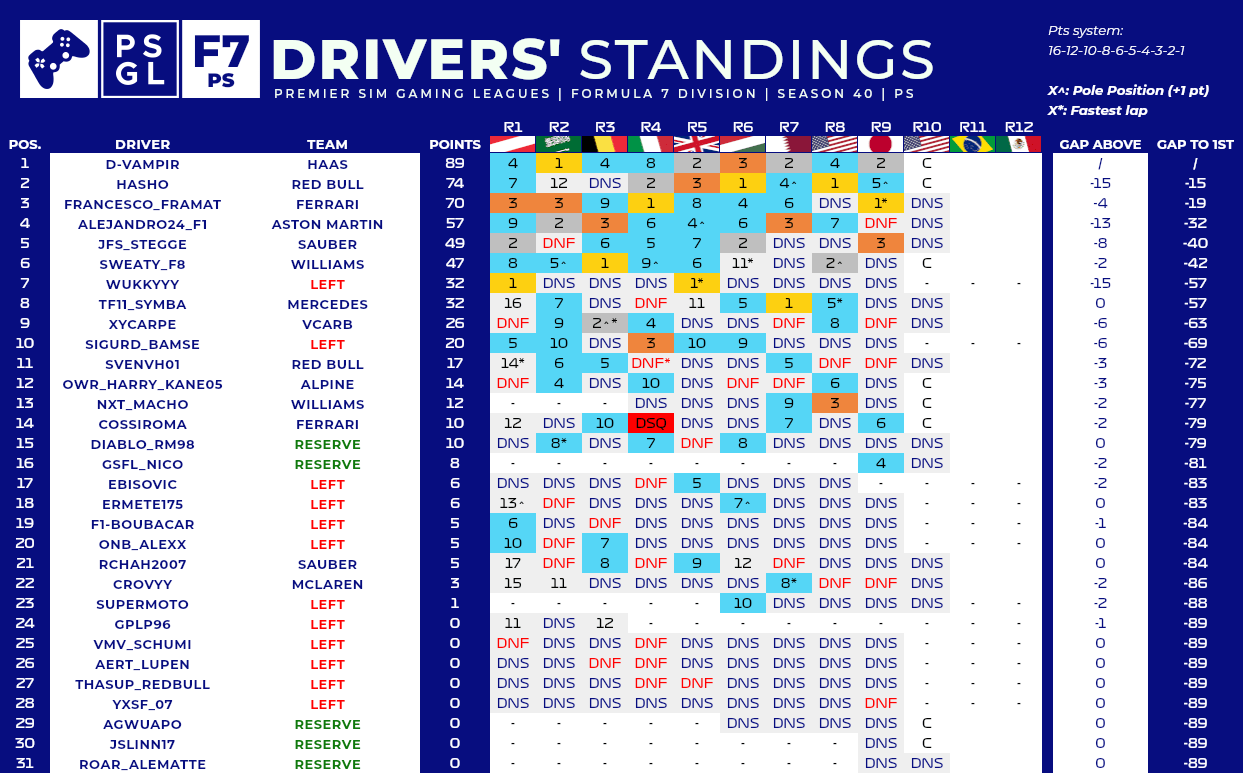 PS
GL
F7
PS
DRIVERS' STANDINGS
PREMIER SIM GAMING LEAGUES | FORMULA 7 DIVISION | SEASON 40 | PS
Pts system:
16-12-10-8-6-5-4-3-2-1
X^: Pole Position (+1 pt)
X*: Fastest lap
R1 R2 R3 R4 R5 R6 R7 R8 R9 R10 R11 R12
POS. DRIVER TEAM POINTS GAP ABOVE GAP TO 1ST
1 D-VAMPIR HAAS 89 4 1 4 8 2 3 2 4 2 C / /
2 HASHO RED BULL 74 7 12 DNS 2 3 1 4^ 1 5^ C -15 -15
3 FRANCESCO_FRAMAT FERRARI 70 3 3 9 1 8 4 6 DNS 1* DNS -4 -19
4 ALEJANDRO24_F1 ASTON MARTIN 57 9 2 3 6 4^ 6 3 7 DNF DNS -13 -32
5 JFS_STEGGE SAUBER 49 2 DNF 6 5 7 2 DNS DNS 3 DNS -8 -40
6 SWEATY_F8 WILLIAMS 47 8 5^ 1 9^ 6 11* DNS 2^ DNS C -2 -42
7 WUKKYYY LEFT 32 1 DNS DNS DNS 1* DNS DNS DNS DNS - - - -15 -57
8 TF11_SYMBA MERCEDES 32 16 7 DNS DNF 11 5 1 5* DNS DNS 0 -57
9 XYCARPE VCARB 26 DNF 9 2^* 4 DNS DNS DNF 8 DNF DNS -6 -63
10 SIGURD_BAMSE LEFT 20 5 10 DNS 3 10 9 DNS DNS DNS - - - -6 -69
11 SVENVH01 RED BULL 17 14* 6 5 DNF* DNS DNS 5 DNF DNF DNS -3 -72
12 OWR_HARRY_KANE05 ALPINE 14 DNF 4 DNS 10 DNS DNF DNF 6 DNS C -3 -75
13 NXT_MACHO WILLIAMS 12 - - - DNS DNS DNS 9 3 DNS C -2 -77
14 COSSIROMA FERRARI 10 12 DNS 10 DSQ DNS DNS 7 DNS 6 C -2 -79
15 DIABLO_RM98 RESERVE 10 DNS 8* DNS 7 DNF 8 DNS DNS DNS DNS 0 -79
16 GSFL_NICO RESERVE 8 - - - - - - - - 4 DNS -2 -81
17 EBISOVIC LEFT 6 DNS DNS DNS DNF 5 DNS DNS DNS - - - - -2 -83
18 ERMETE175 LEFT 6 13^ DNF DNS DNS DNS 7^ DNS DNS DNS - - - 0 -83
19 F1-BOUBACAR LEFT 5 6 DNS DNF DNS DNS DNS DNS DNS DNS - - - -1 -84
20 ONB_ALEXX LEFT 5 10 DNF 7 DNS DNS DNS DNS DNS DNS - - - 0 -84
21 RCHAH2007 SAUBER 5 17 DNF 8 DNF 9 12 DNF DNS DNS DNS 0 -84
22 CROVYY MCLAREN 3 15 11 DNS DNS DNS DNS 8* DNF DNF DNS -2 -86
23 SUPERMOTO LEFT 1 - - - - - 10 DNS DNS DNS DNS - - -2 -88
24 GPLP96 LEFT 0 11 DNS 12 - - - - - - - - - -1 -89
25 VMV_SCHUMI LEFT 0 DNF DNS DNS DNF DNS DNS DNS DNS DNS - - - 0 -89
26 AERT_LUPEN LEFT 0 DNS DNS DNF DNF DNS DNS DNS DNS DNS - - - 0 -89
27 THASUP_REDBULL LEFT 0 DNS DNS DNS DNF DNF DNS DNS DNS DNS - - - 0 -89
28 YXSF_07 LEFT 0 DNS DNS DNS DNS DNS DNS DNS DNS DNF - - - 0 -89
29 AGWUAPO RESERVE 0 - - - - - DNS DNS DNS DNS C 0 -89
30 JSLINN17 RESERVE 0 - - - - - - - - DNS C 0 -89
31 ROAR_ALEMATTE RESERVE 0 - - - - - - - - DNS DNS 0 -89